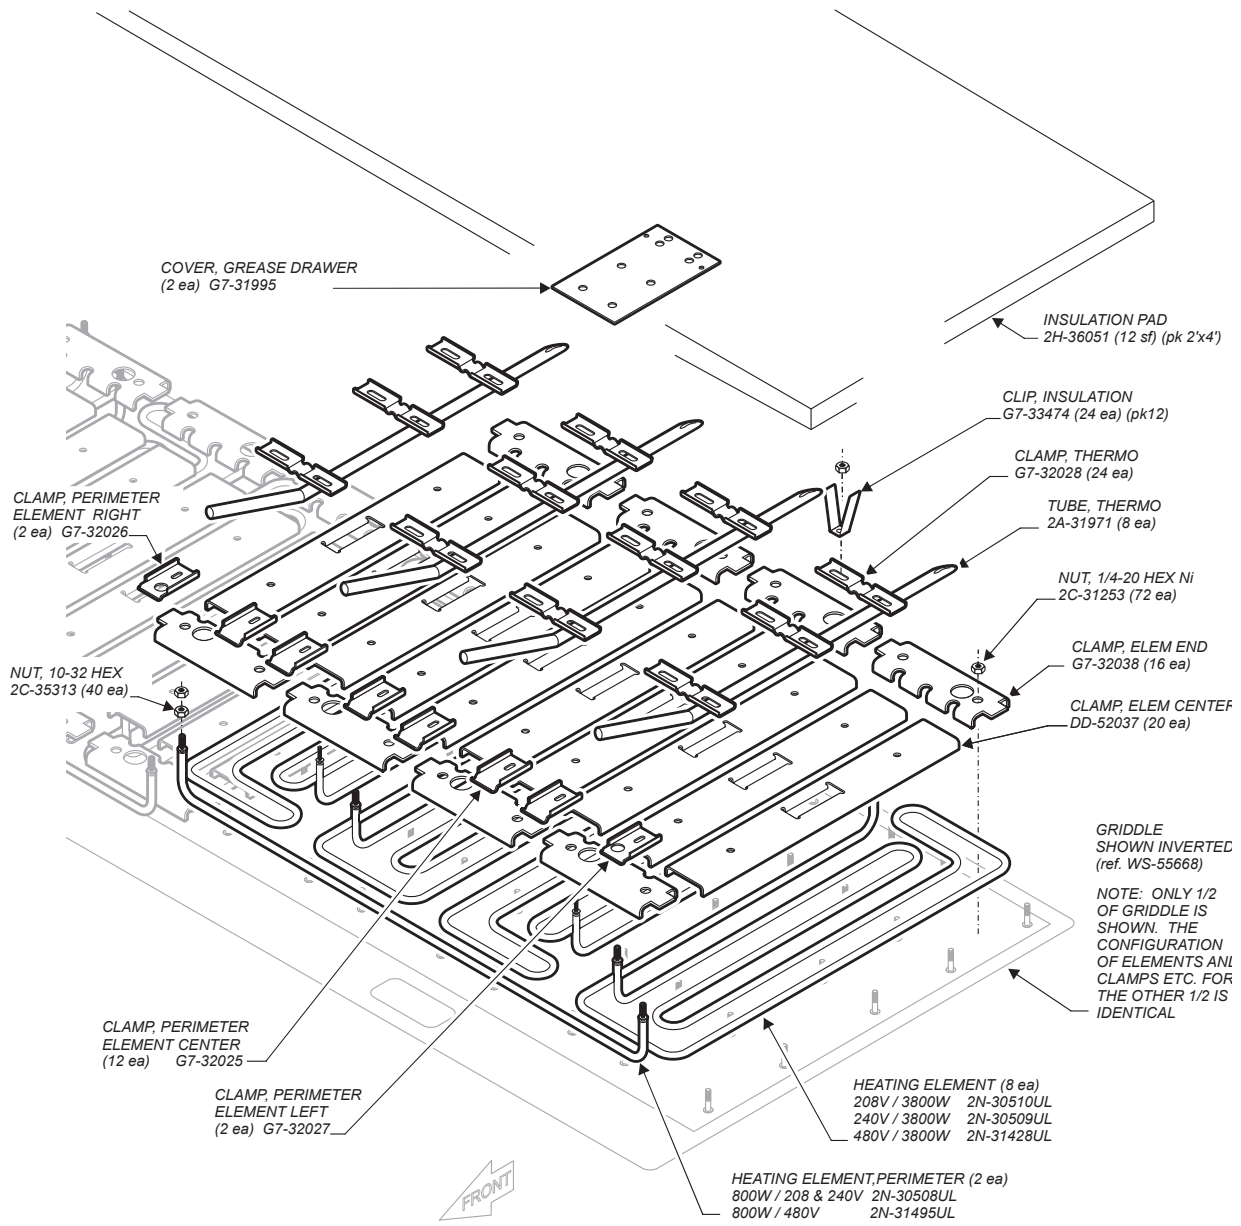 COVER, GREASE DRAWER
(2 ea) G7-31995
INSULATION PAD
2H-36051 (12 sf) (pk 2'x4')
CLIP, INSULATION
G7-33474 (24 ea) (pk12)
CLAMP, THERMO
G7-32028 (24 ea)
TUBE, THERMO
2A-31971 (8 ea)
NUT, 1/4-20 HEX Ni
2C-31253 (72 ea)
CLAMP, ELEM END
G7-32038 (16 ea)
CLAMP, ELEM CENTER
DD-52037 (20 ea)
CLAMP, PERIMETER
ELEMENT RIGHT
(2 ea) G7-32026
NUT, 10-32 HEX
2C-35313 (40 ea)
GRIDDLE
SHOWN INVERTED
(ref. WS-55668)
NOTE: ONLY 1/2
OF GRIDDLE IS
SHOWN. THE
CONFIGURATION
OF ELEMENTS AND
CLAMPS ETC. FOR
THE OTHER 1/2 IS
IDENTICAL
CLAMP, PERIMETER
ELEMENT CENTER
(12 ea) G7-32025
CLAMP, PERIMETER
ELEMENT LEFT
(2 ea) G7-32027
HEATING ELEMENT (8 ea)
208V / 3800W 2N-30510UL
240V / 3800W 2N-30509UL
480V / 3800W 2N-31428UL
HEATING ELEMENT,PERIMETER (2 ea)
800W / 208 & 240V 2N-30508UL
800W / 480V 2N-31495UL
FRONT